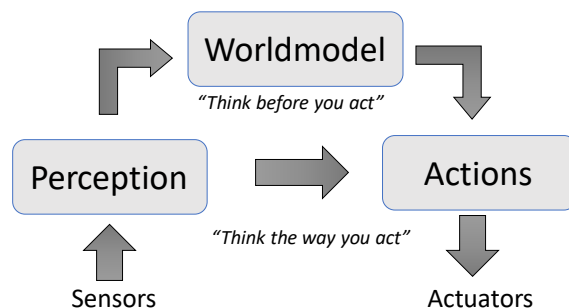 Worldmodel
“Think before you act”
Perception
Actions
“Think the way you act”
Sensors
Actuators